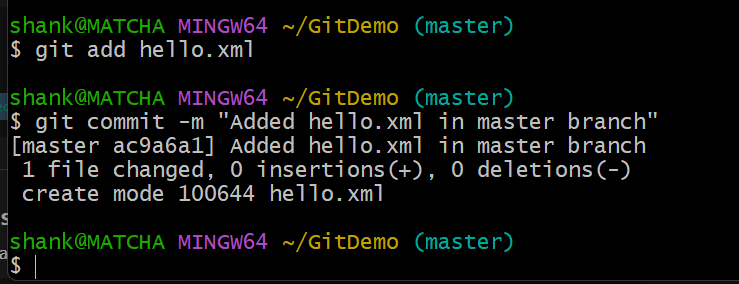 shank@MATCHA MINGW64 ~/GitDemo (master)
$ git add hello.xml
shank@MATCHA MINGW64 ~/GitDemo (master)
$ git commit -m "Added hello.xml in master branch"
[master ac9a6a1] Added hello.xml in master branch
 1 file changed, 0 insertions(+), 0 deletions(-)
 create mode 100644 hello.xml
shank@MATCHA MINGW64 ~/GitDemo (master)
$